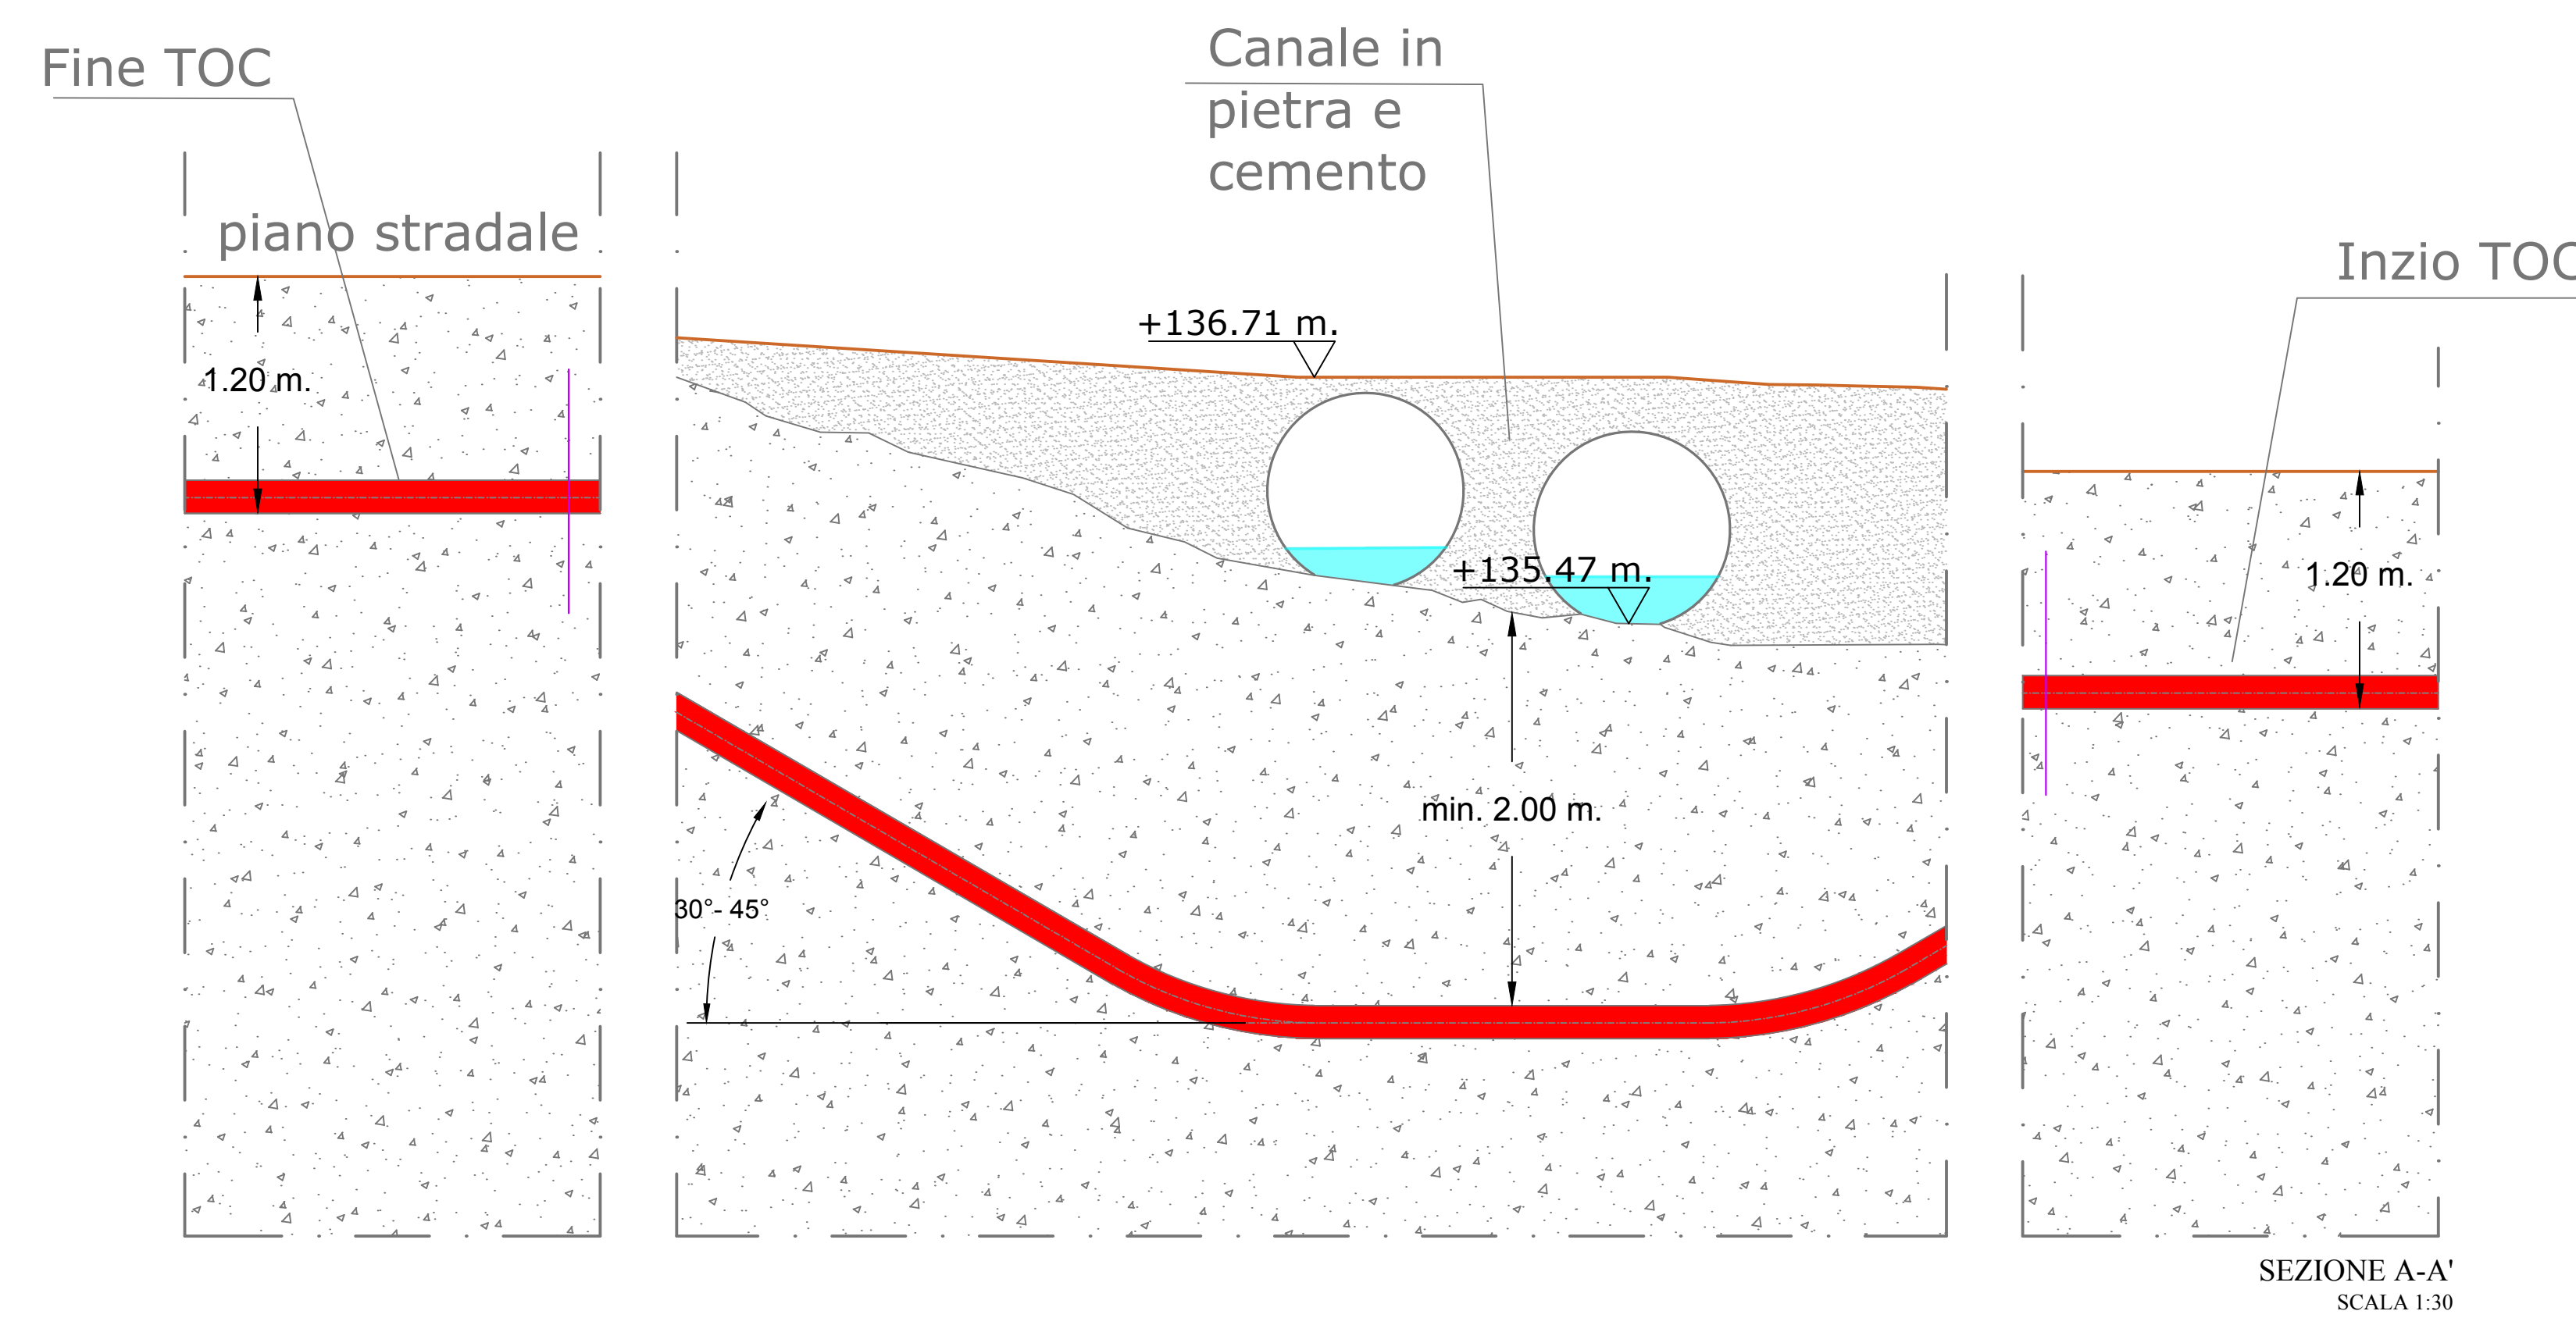 Fine TOC
piano stradale
1.20 m.
Canale in
pietra e
cemento
+136.71 m.
+135.47 m.
min. 2.00 m.
30°- 45°
Inzio TOC
1.20 m.
SEZIONE A-A'
SCALA 1:30